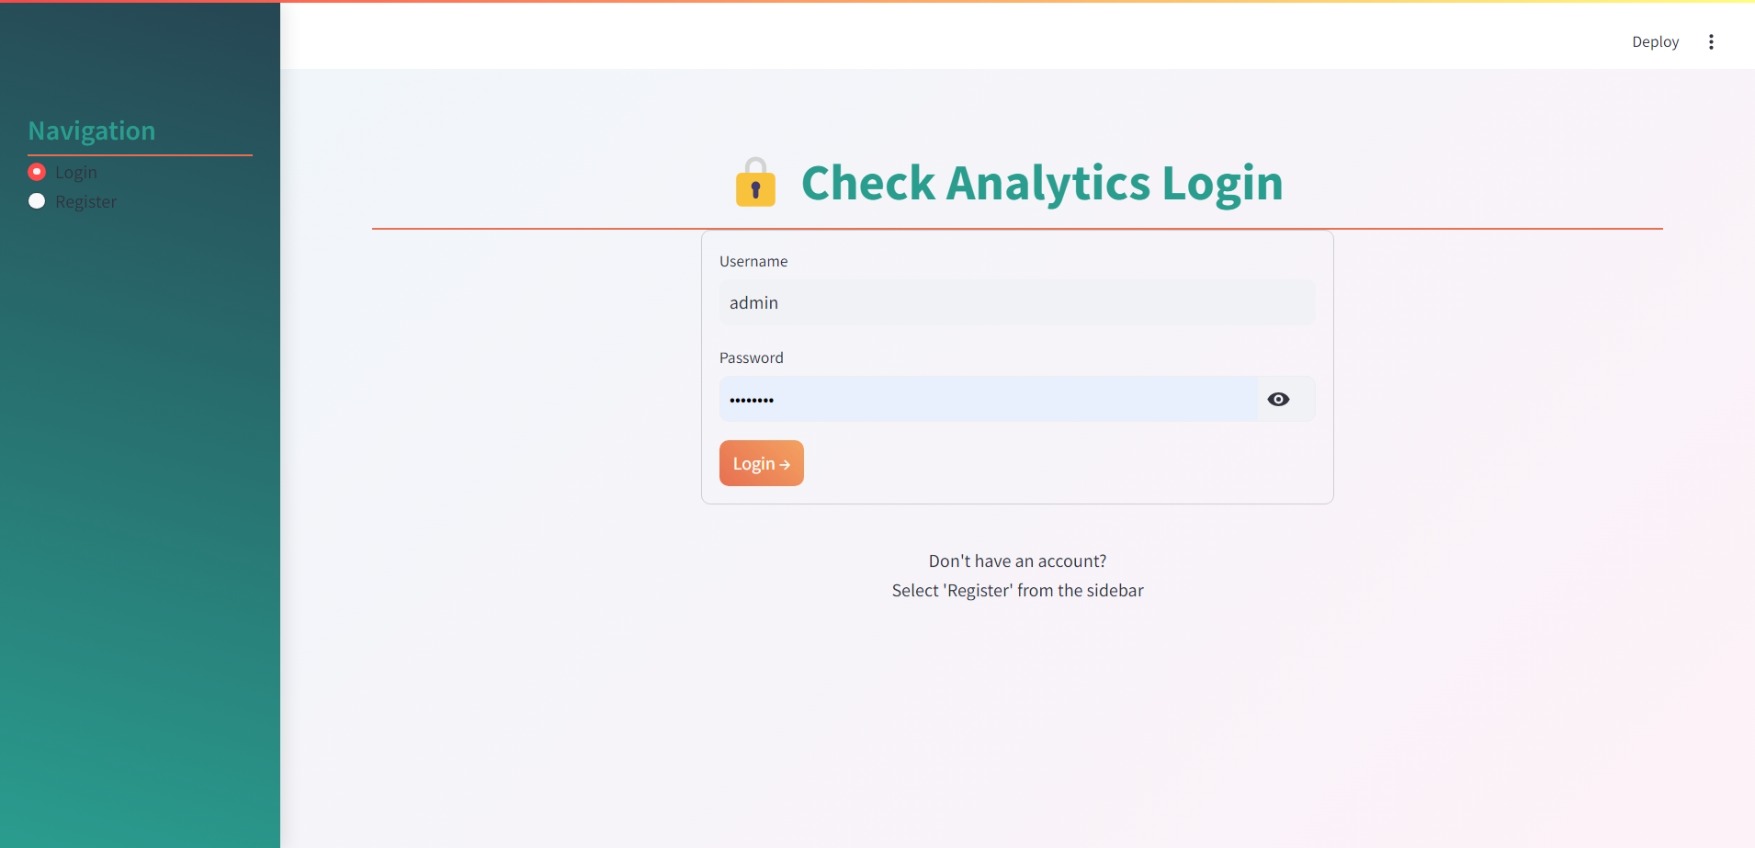 Deploy
Navigation
Login
Register
Check Analytics Login
Username
admin
Password
••••••••
Login →
Don't have an account?
Select 'Register' from the sidebar